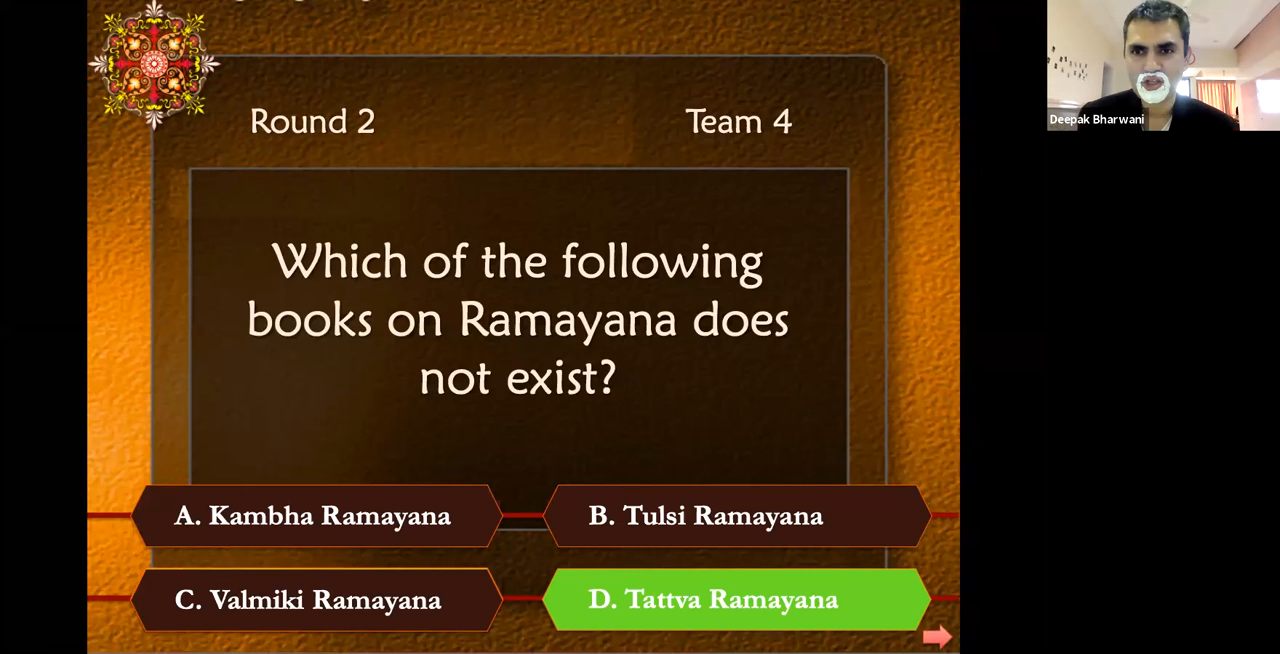 Round 2
Team 4
Which of the following
books on Ramayana does
not exist?
A. Kambha Ramayana
B. Tulsi Ramayana
C. Valmiki Ramayana
D. Tattva Ramayana
Deepak Bharwani